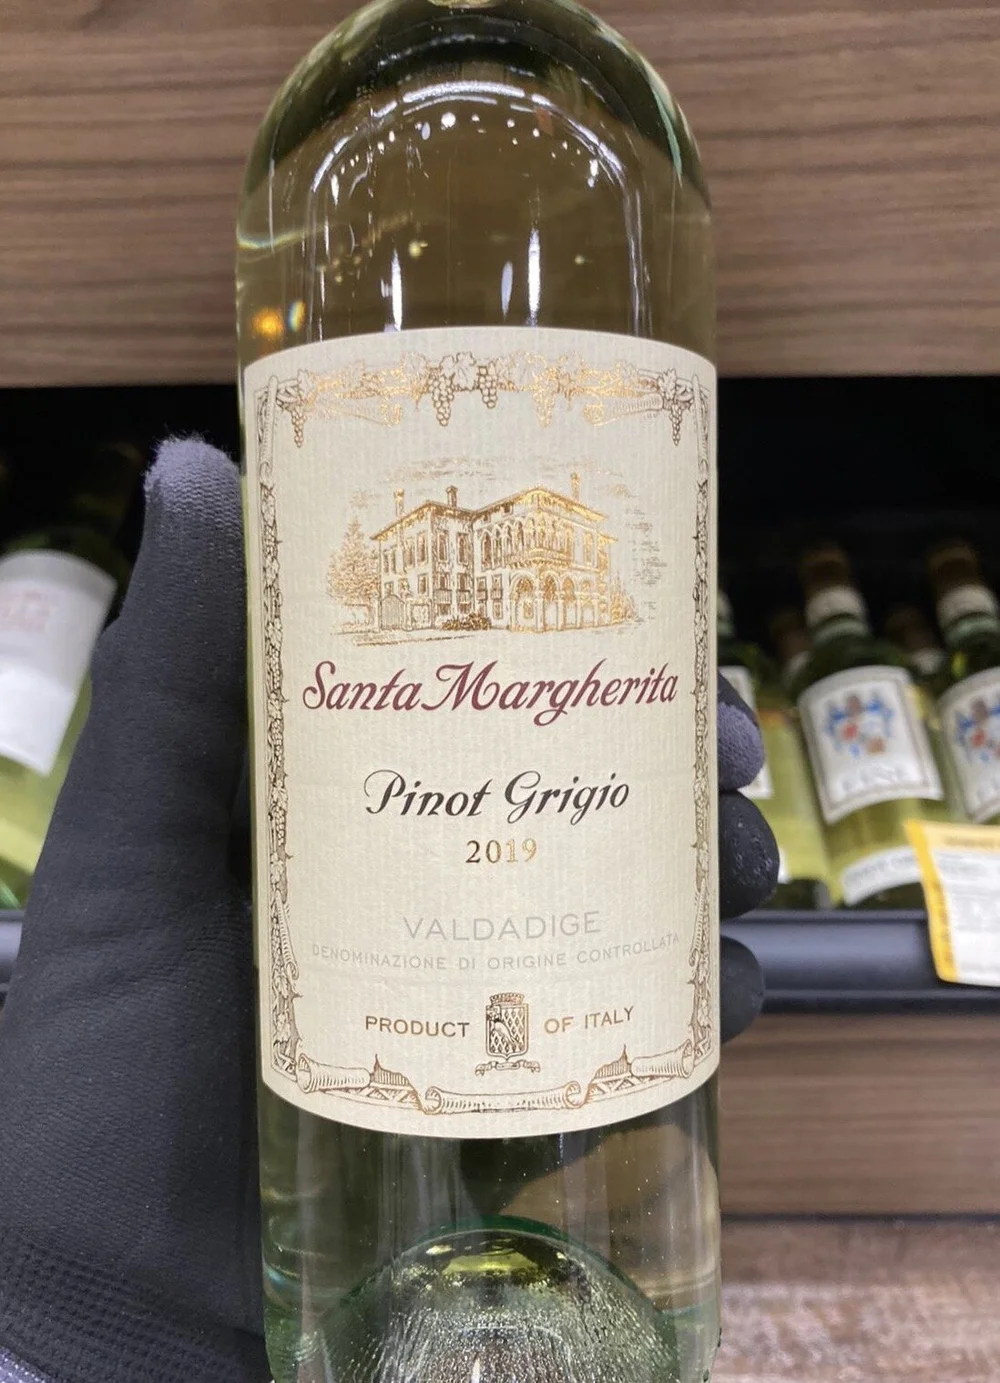 Santa Margherita
Pinot Grigio
2019
VALDADIGE
DENOMINAZIONE DI ORIGINE CONTROLLATA
PRODUCT OF ITALY